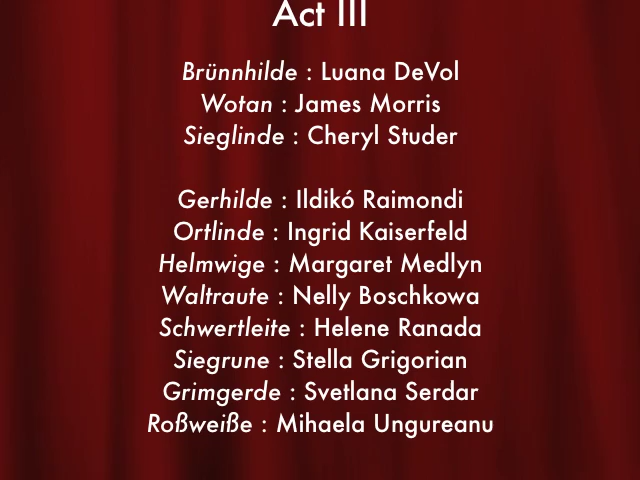 Act III
Brünnhilde : Luana DeVol
Wotan : James Morris
Sieglinde : Cheryl Studer
Gerhilde : Ildikó Raimondi
Ortlinde : Ingrid Kaiserfeld
Helmwige : Margaret Medlyn
Waltraute : Nelly Boschkowa
Schwertleite : Helene Ranada
Siegrune : Stella Grigorian
Grimgerde : Svetlana Serdar
Roßweiße : Mihaela Ungureanu